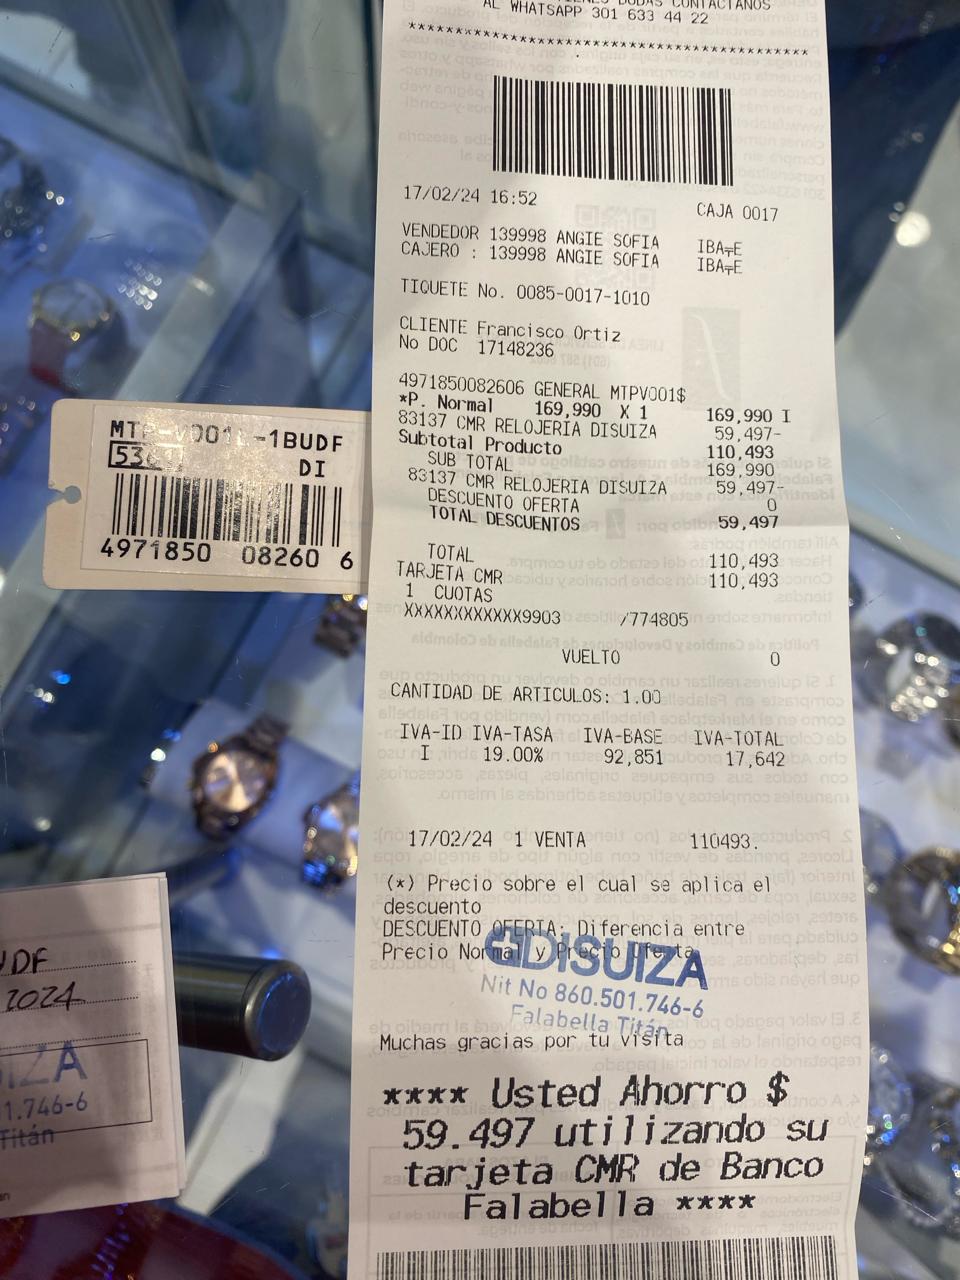 AL WHATSAPP 301 633 44 22
17/02/24 16:52 CAJA 0017
VENDEDOR 139998 ANGIE SOFIA IBA╤E
CAJERO : 139998 ANGIE SOFIA IBA╤E
TIQUETE No. 0085-0017-1010
CLIENTE Francisco Ortiz
No DOC 17148236
4971850082606 GENERAL MTPV001$
*P. Normal 169,990 X 1 169,990 I
83137 CMR RELOJERIA DISUIZA 59,497-
Subtotal Producto 110,493
SUB TOTAL 169,990
83137 CMR RELOJERIA DISUIZA 59,497-
DESCUENTO OFERTA 0
TOTAL DESCUENTOS 59,497
TOTAL 110,493
TARJETA CMR 110,493
1 CUOTAS
XXXXXXXXXXXX9903 /774805
VUELTO 0
CANTIDAD DE ARTICULOS: 1.00
IVA-ID IVA-TASA IVA-BASE IVA-TOTAL
I 19.00% 92,851 17,642
17/02/24 1 VENTA 110493.
(*) Precio sobre el cual se aplica el
descuento
DESCUENTO OFERTA: Diferencia entre
Precio Normal y Precio Oferta
DISUIZA
Nit No 860.501.746-6
Falabella Titán
Muchas gracias por tu visita
**** Usted Ahorro $
59.497 utilizando su
tarjeta CMR de Banco
Falabella ****
-1BUDF
DI
4971850 08260 6
2024
1.746-6
Titán